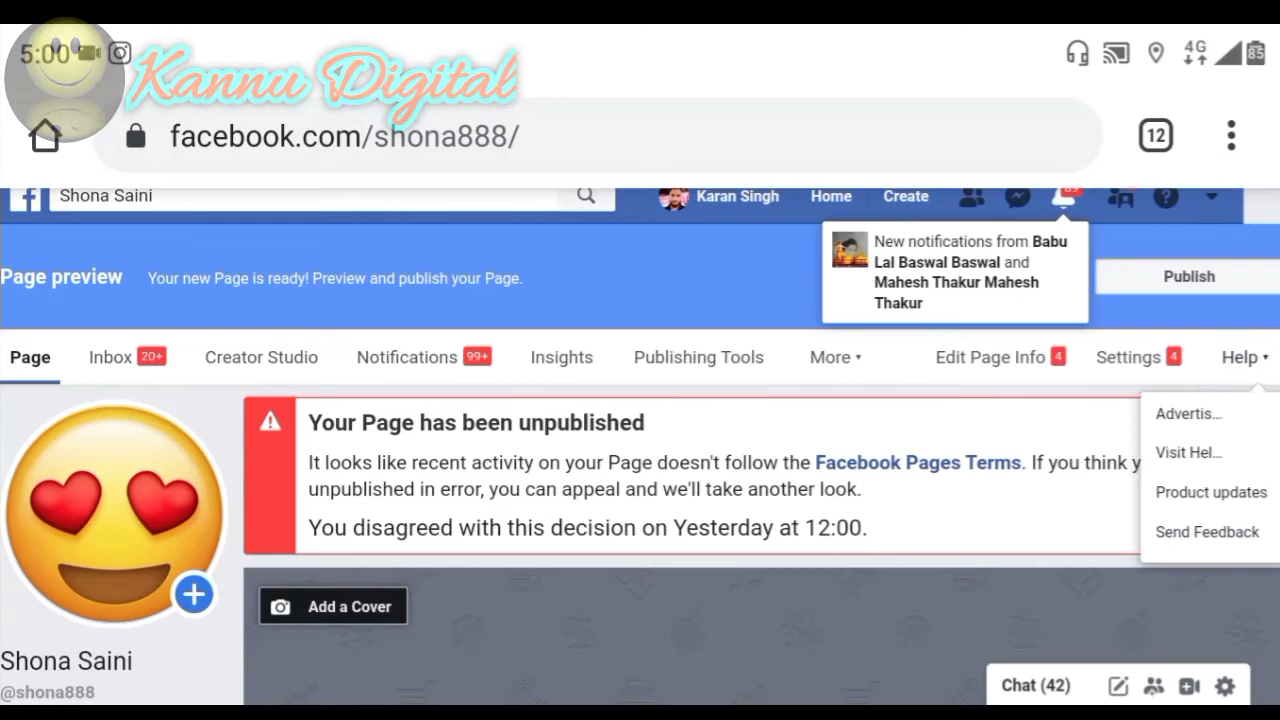 5:00
Kannu Digital
4G
85
facebook.com/shona888/
12
Shona Saini
Karan Singh
Home
Create
89
New notifications from Babu
Lal Baswal Baswal and
Mahesh Thakur Mahesh
Thakur
Page preview
Your new Page is ready! Preview and publish your Page.
Publish
Page
Inbox 20+
Creator Studio
Notifications 99+
Insights
Publishing Tools
More
Edit Page Info 4
Settings 4
Help
Advertis...
Visit Hel...
Product updates
Send Feedback
Your Page has been unpublished
It looks like recent activity on your Page doesn't follow the Facebook Pages Terms. If you think y
unpublished in error, you can appeal and we'll take another look.
You disagreed with this decision on Yesterday at 12:00.
Add a Cover
Shona Saini
@shona888
Chat (42)